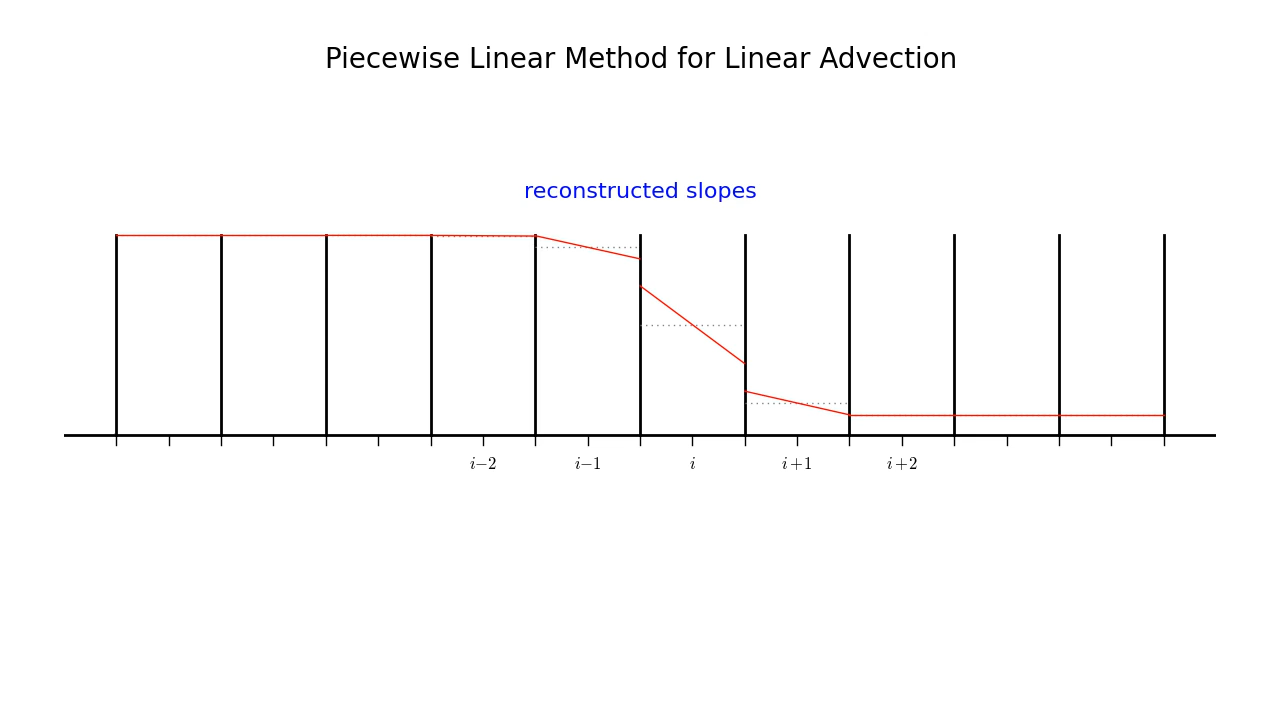 Piecewise Linear Method for Linear Advection
reconstructed slopes
i−2 i−1 i i+1 i+2